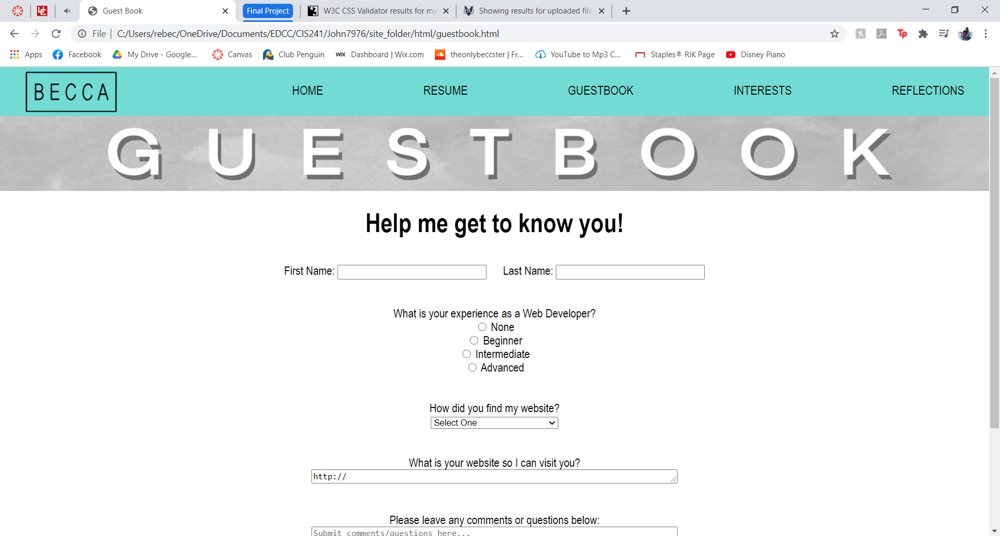 Guest Book
Final Project
W3C CSS Validator results for my
Showing results for uploaded file
File
C:/Users/rebec/OneDrive/Documents/EDCC/CIS241/John7976/site_folder/html/guestbook.html
Apps
Facebook
My Drive - Google...
Canvas
Club Penguin
WIX
Dashboard | Wix.com
theonlybeccster | Fr...
YouTube to Mp3 C...
Staples® RIK Page
Disney Piano
BECCA
HOME
RESUME
GUESTBOOK
INTERESTS
REFLECTIONS
GUESTBOOK
Help me get to know you!
First Name:
Last Name:
What is your experience as a Web Developer?
None
Beginner
Intermediate
Advanced
How did you find my website?
Select One
What is your website so I can visit you?
http://
Please leave any comments or questions below:
Submit comments/questions here...